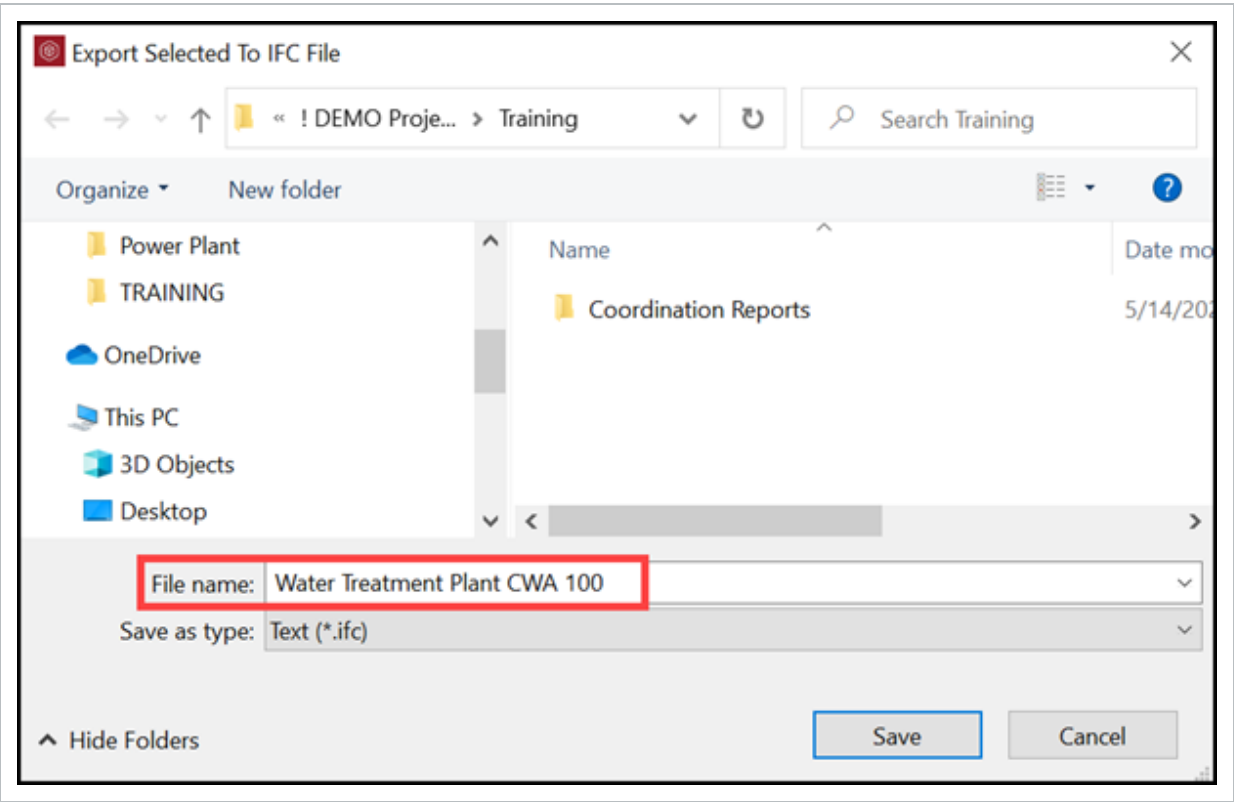 Export Selected To IFC File
« ! DEMO Proje... > Training
Search Training
Organize
New folder
?
Power Plant
TRAINING
OneDrive
This PC
3D Objects
Desktop
Name
Date mo
Coordination Reports
5/14/202
File name: Water Treatment Plant CWA 100
Save as type: Text (*.ifc)
Hide Folders
Save
Cancel